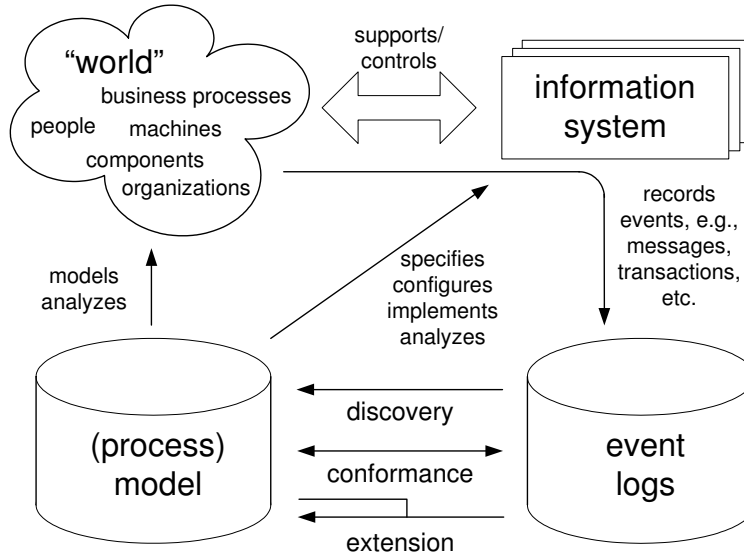 “world”
business processes
people machines
components
organizations
supports/
controls
information
system
records
events, e.g.,
messages,
transactions,
etc.
models
analyzes
specifies
configures
implements
analyzes
(process)
model
discovery
conformance
extension
event
logs